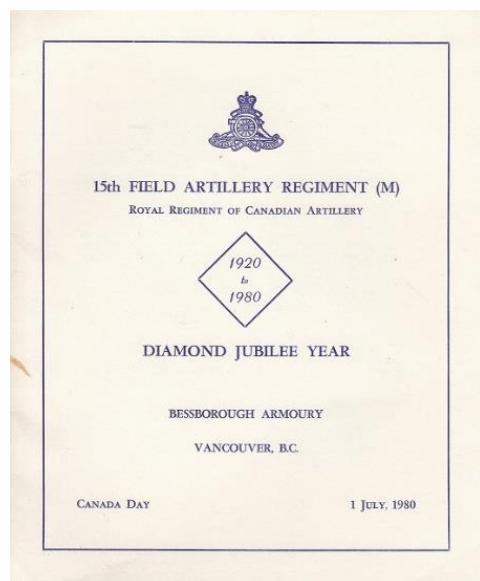 15th FIELD ARTILLERY REGIMENT (M)
ROYAL REGIMENT OF CANADIAN ARTILLERY
1920
to
1980
DIAMOND JUBILEE YEAR
BESSBOROUGH ARMOURY
VANCOUVER, B.C.
CANADA DAY 1 JULY, 1980